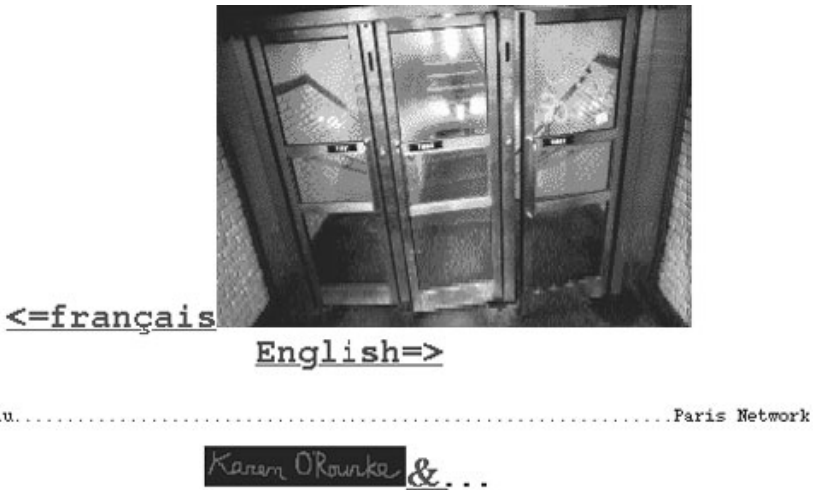 <=français
English=>
u......................................................................Paris Network
Karen O'Rourke &...